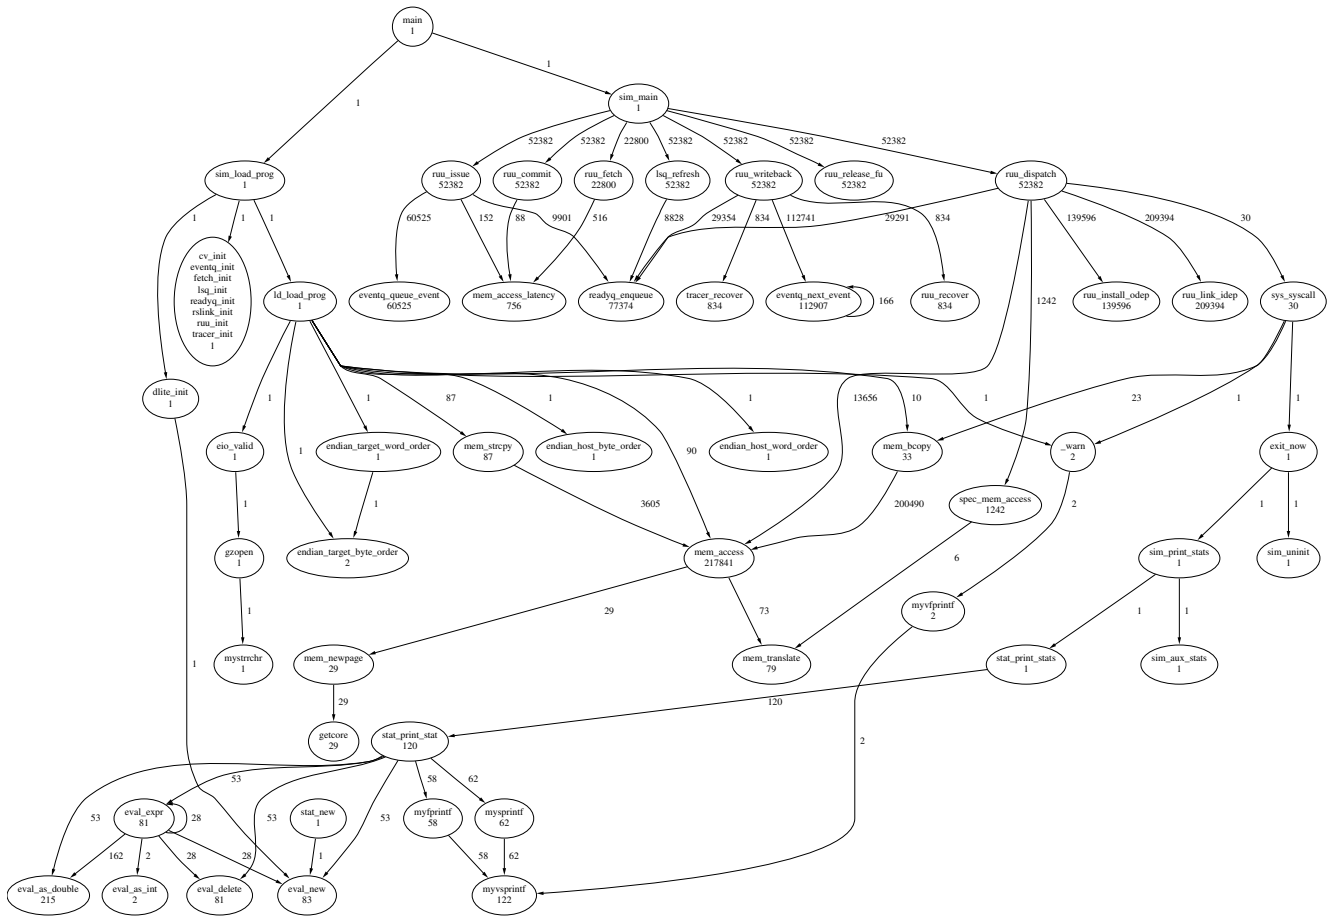 main
1
1
1
sim_main
1
52382
52382
22800
52382
52382
52382
52382
sim_load_prog
1
ruu_issue
52382
ruu_commit
52382
ruu_fetch
22800
lsq_refresh
52382
ruu_writeback
52382
ruu_release_fu
52382
ruu_dispatch
52382
1
1
1
60525
152
88
9901
516
8828
29354
834
112741
29291
834
139596
209394
30
cv_init
eventq_init
fetch_init
lsq_init
readyq_init
rslink_init
ruu_init
tracer_init
1
ld_load_prog
1
eventq_queue_event
60525
mem_access_latency
756
readyq_enqueue
77374
tracer_recover
834
eventq_next_event
112907
166
ruu_recover
834
1242
ruu_install_odep
139596
ruu_link_idep
209394
sys_syscall
30
dlite_init
1
1
1
87
1
1
13656
10
1
23
1
1
eio_valid
1
1
endian_target_word_order
1
mem_strcpy
87
endian_host_byte_order
1
90
endian_host_word_order
1
mem_bcopy
33
_warn
2
exit_now
1
1
1
3605
200490
spec_mem_access
1242
2
1
1
gzopen
1
endian_target_byte_order
2
mem_access
217841
6
sim_print_stats
1
sim_uninit
1
1
29
73
myvfprintf
2
1
1
1
mystrrchr
1
mem_newpage
29
mem_translate
79
stat_print_stats
1
sim_aux_stats
1
29
120
getcore
29
stat_print_stat
120
2
53
58
62
53
eval_expr
81
28
53
stat_new
1
53
myfprintf
58
mysprintf
62
162
2
28
28
1
58
62
eval_as_double
215
eval_as_int
2
eval_delete
81
eval_new
83
myvsprintf
122